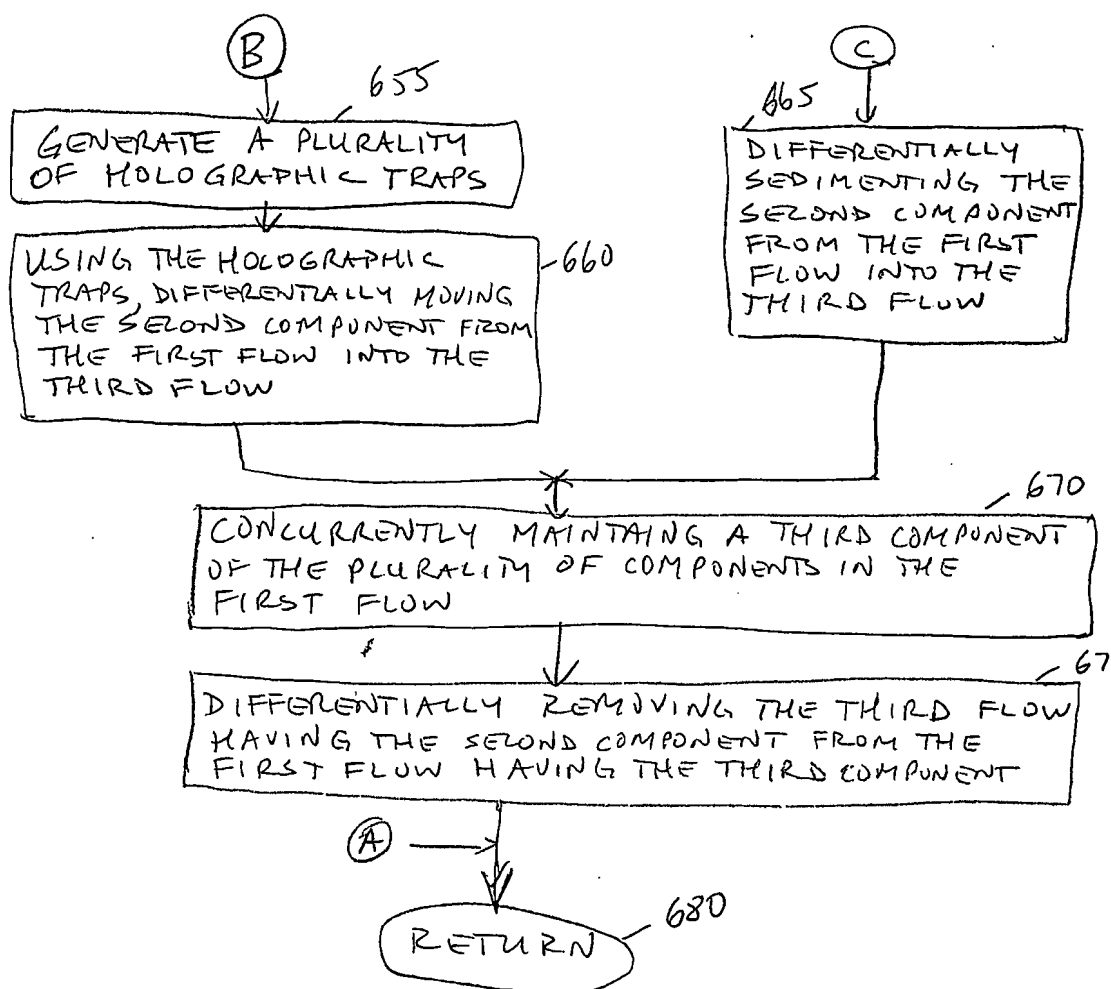 B
655
GENERATE A PLURALITY
OF HOLOGRAPHIC TRAPS
USING THE HOLOGRAPHIC
TRAPS, DIFFERENTIALLY MOVING
THE SECOND COMPONENT FROM
THE FIRST FLOW INTO THE
THIRD FLOW
660
C
665
DIFFERENTIALLY
SEDIMENTING THE
SECOND COMPONENT
FROM THE FIRST
FLOW INTO THE
THIRD FLOW
670
CONCURRENTLY MAINTAING A THIRD COMPONENT
OF THE PLURALITY OF COMPONENTS IN THE
FIRST FLOW
67
DIFFERENTIALLY REMOVING THE THIRD FLOW
HAVING THE SECOND COMPONENT FROM THE
FIRST FLOW HAVING THE THIRD COMPONENT
A
RETURN
680